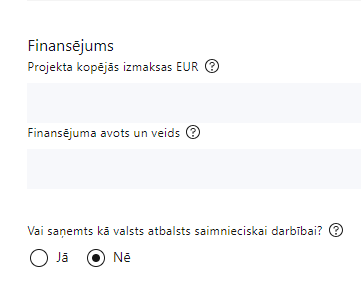 Finansējums
Projekta kopējās izmaksas EUR ?
Finansējuma avots un veids ?
Vai saņemts kā valsts atbalsts saimnieciskai darbībai? ?
Jā Nē